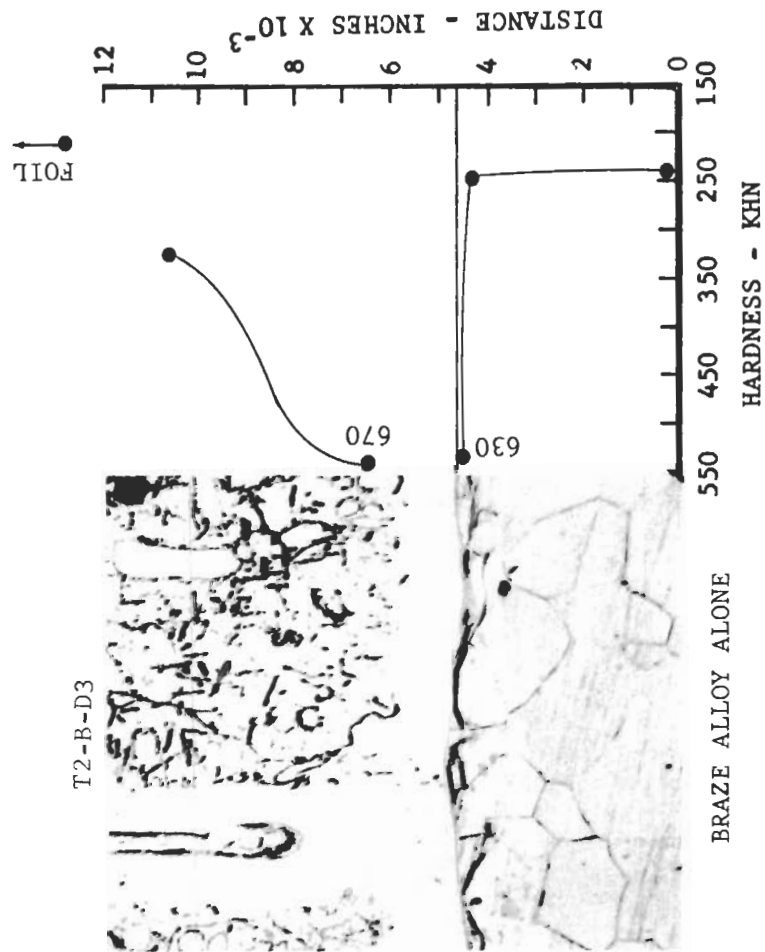 DISTANCE - INCHES X 10-3
12
10
8
6
4
2
0
FOIL
150
250
350
450
550
HARDNESS - KHN
670
630
T2-B-D3
BRAZE ALLOY ALONE